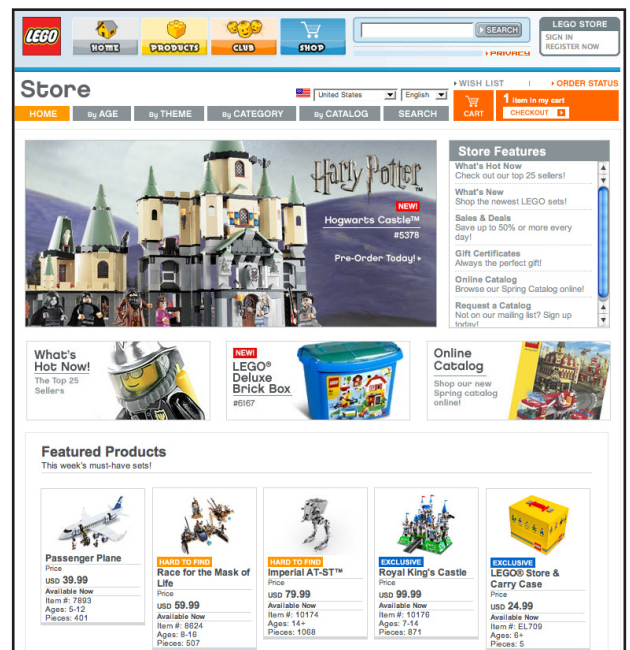 LEGO
HOME
PRODUCTS
CLUB
SHOP
SEARCH
PRIVACY
LEGO STORE
SIGN IN
REGISTER NOW
Store
United States
English
WISH LIST
ORDER STATUS
HOME
By AGE
By THEME
By CATEGORY
By CATALOG
SEARCH
CART
1 item in my cart
CHECKOUT
Harry Potter™
NEW!
Hogwarts Castle™
#5378
Pre-Order Today!
Store Features
What's Hot Now
Check out our top 25 sellers!
What's New
Shop the newest LEGO sets!
Sales & Deals
Save up to 50% or more every
day!
Gift Certificates
Always the perfect gift!
Online Catalog
Browse our Spring Catalog online!
Request a Catalog
Not on our mailing list? Sign up
today!
What's
Hot Now!
The Top 25
Sellers
NEW!
LEGO®
Deluxe
Brick Box
#6167
Online
Catalog
Shop our new
Spring catalog
online!
Featured Products
This week's must-have sets!
Passenger Plane
Price
USD 39.99
Available Now
Item #: 7893
Ages: 5-12
Pieces: 401
HARD TO FIND
Race for the Mask of
Life
Price
USD 59.99
Available Now
Item #: 8624
Ages: 8-16
Pieces: 507
HARD TO FIND
Imperial AT-ST™
Price
USD 79.99
Available Now
Item #: 10174
Ages: 14+
Pieces: 1068
EXCLUSIVE
Royal King's Castle
Price
USD 99.99
Available Now
Item #: 10176
Ages: 7-14
Pieces: 871
EXCLUSIVE
LEGO® Store &
Carry Case
Price
USD 24.99
Available Now
Item #: EL709
Ages: 6+
Pieces: 5